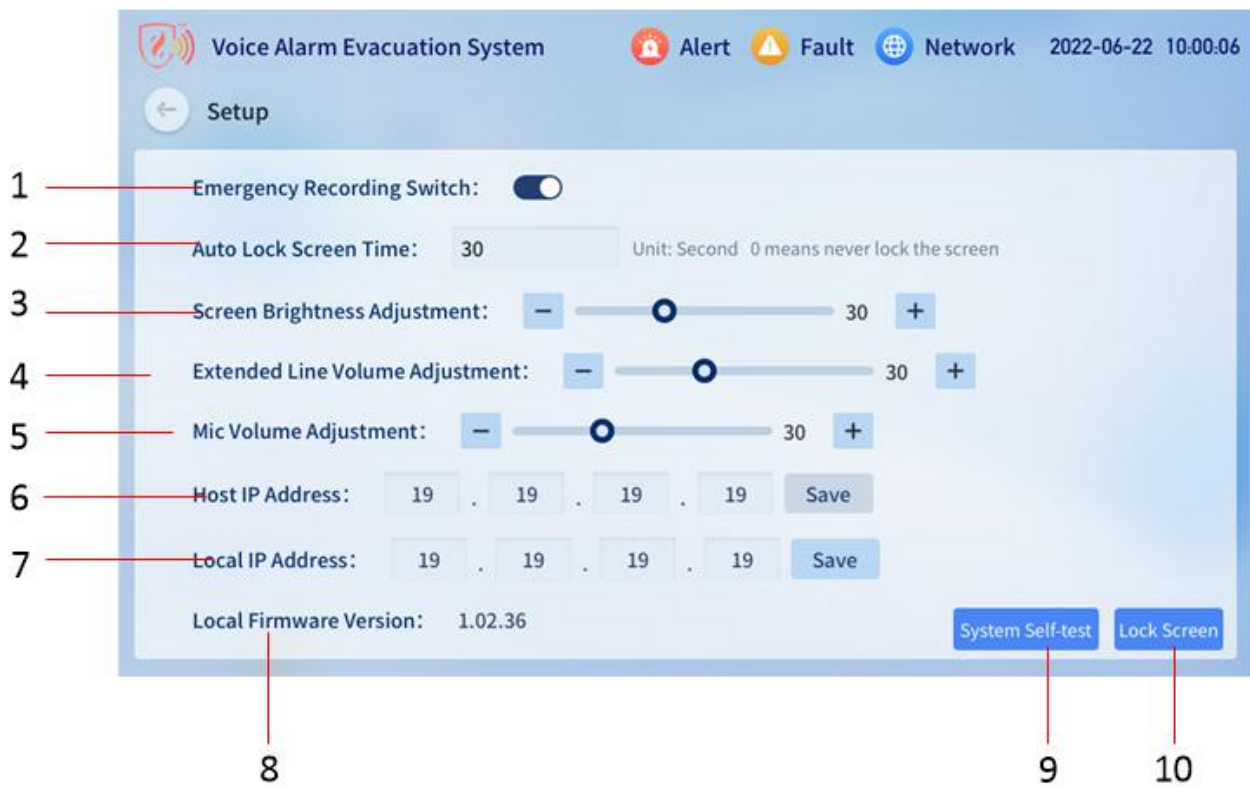 Voice Alarm Evacuation System Alert Fault Network 2022-06-22 10:00:06
Setup
1 Emergency Recording Switch:
2 Auto Lock Screen Time: 30 Unit: Second 0 means never lock the screen
3 Screen Brightness Adjustment: − 30 +
4 Extended Line Volume Adjustment: − 30 +
5 Mic Volume Adjustment: − 30 +
6 Host IP Address: 19 . 19 . 19 . 19 Save
7 Local IP Address: 19 . 19 . 19 . 19 Save
Local Firmware Version: 1.02.36 System Self-test Lock Screen
8 9 10